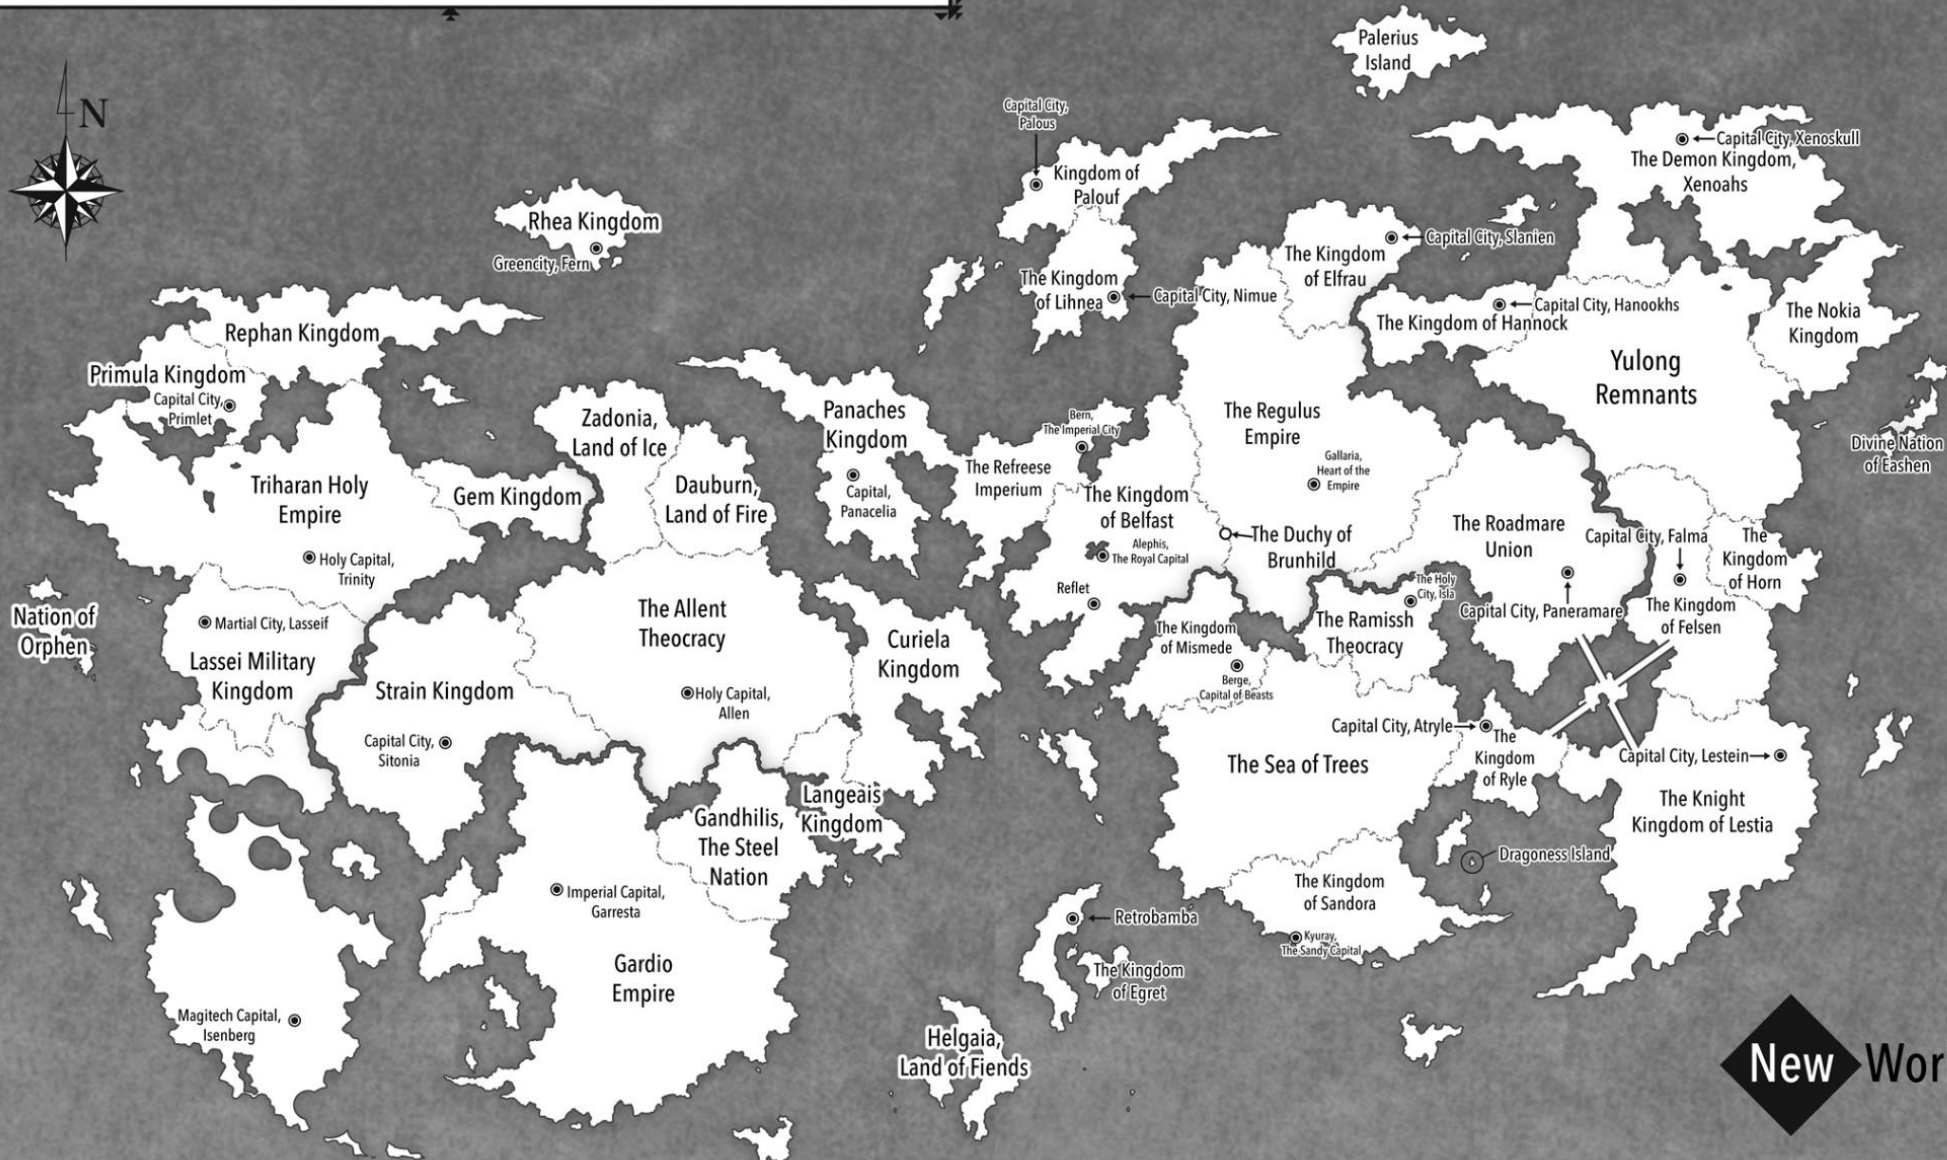 N
Palerius
Island
Capital City,
Palous
Kingdom of
Palouf
Capital City, Xenoskull
The Demon Kingdom,
Xenoahs
Rhea Kingdom
Greencity, Fern
The Kingdom
of Elfrau
Capital City, Slanien
The Kingdom
of Lihnea
Capital City, Nimue
Capital City, Hanookhs
The Kingdom of Hannock
The Nokia
Kingdom
Rephan Kingdom
Primula Kingdom
Capital City,
Primlet
Yulong
Remnants
Zadonia,
Land of Ice
Panaches
Kingdom
Capital,
Panacelia
Bern,
The Imperial City
The Refreese
Imperium
The Regulus
Empire
Gallaria,
Heart of the
Empire
Divine Nation
of Eashen
Triharan Holy
Empire
Holy Capital,
Trinity
Gem Kingdom
Dauburn,
Land of Fire
The Kingdom
of Belfast
Alephis,
The Royal Capital
Reflet
The Duchy of
Brunhild
The Roadmare
Union
Capital City, Paneramare
Capital City, Falma
The Kingdom
of Felsen
The
Kingdom
of Horn
Nation of
Orphen
Martial City, Lasseif
Lassei Military
Kingdom
Strain Kingdom
Capital City,
Sitonia
The Allent
Theocracy
Holy Capital,
Allen
Curiela
Kingdom
The Kingdom
of Mismede
Berge,
Capital of Beasts
The Holy
City, Isla
The Ramissh
Theocracy
Capital City, Atryle
The
Kingdom
of Ryle
Capital City, Lestein
The Knight
Kingdom of Lestia
The Sea of Trees
Langeais
Kingdom
Gandhilis,
The Steel
Nation
Dragoness Island
Imperial Capital,
Garresta
Gardio
Empire
The Kingdom
of Sandora
Kyuray,
The Sandy Capital
Retrobamba
The Kingdom
of Egret
Magitech Capital,
Isenberg
Helgaia,
Land of Fiends
New Wor